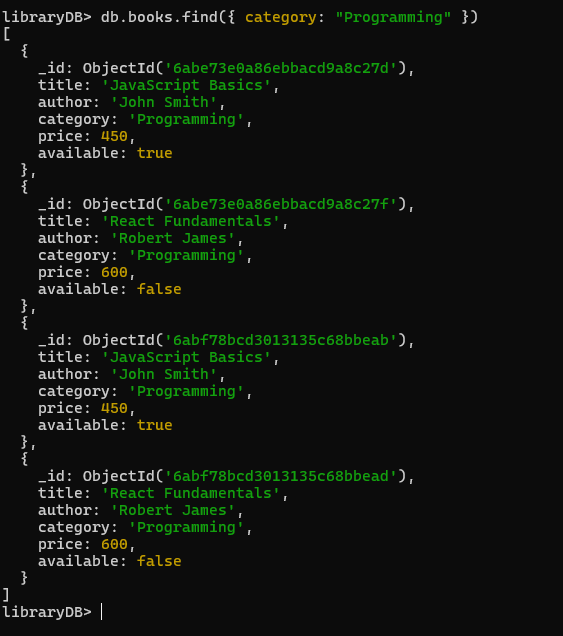 libraryDB> db.books.find({ category: "Programming" })
[
  {
    _id: ObjectId('6abe73e0a86ebbacd9a8c27d'),
    title: 'JavaScript Basics',
    author: 'John Smith',
    category: 'Programming',
    price: 450,
    available: true
  },
  {
    _id: ObjectId('6abe73e0a86ebbacd9a8c27f'),
    title: 'React Fundamentals',
    author: 'Robert James',
    category: 'Programming',
    price: 600,
    available: false
  },
  {
    _id: ObjectId('6abf78bcd3013135c68bbeab'),
    title: 'JavaScript Basics',
    author: 'John Smith',
    category: 'Programming',
    price: 450,
    available: true
  },
  {
    _id: ObjectId('6abf78bcd3013135c68bbead'),
    title: 'React Fundamentals',
    author: 'Robert James',
    category: 'Programming',
    price: 600,
    available: false
  }
]
libraryDB>